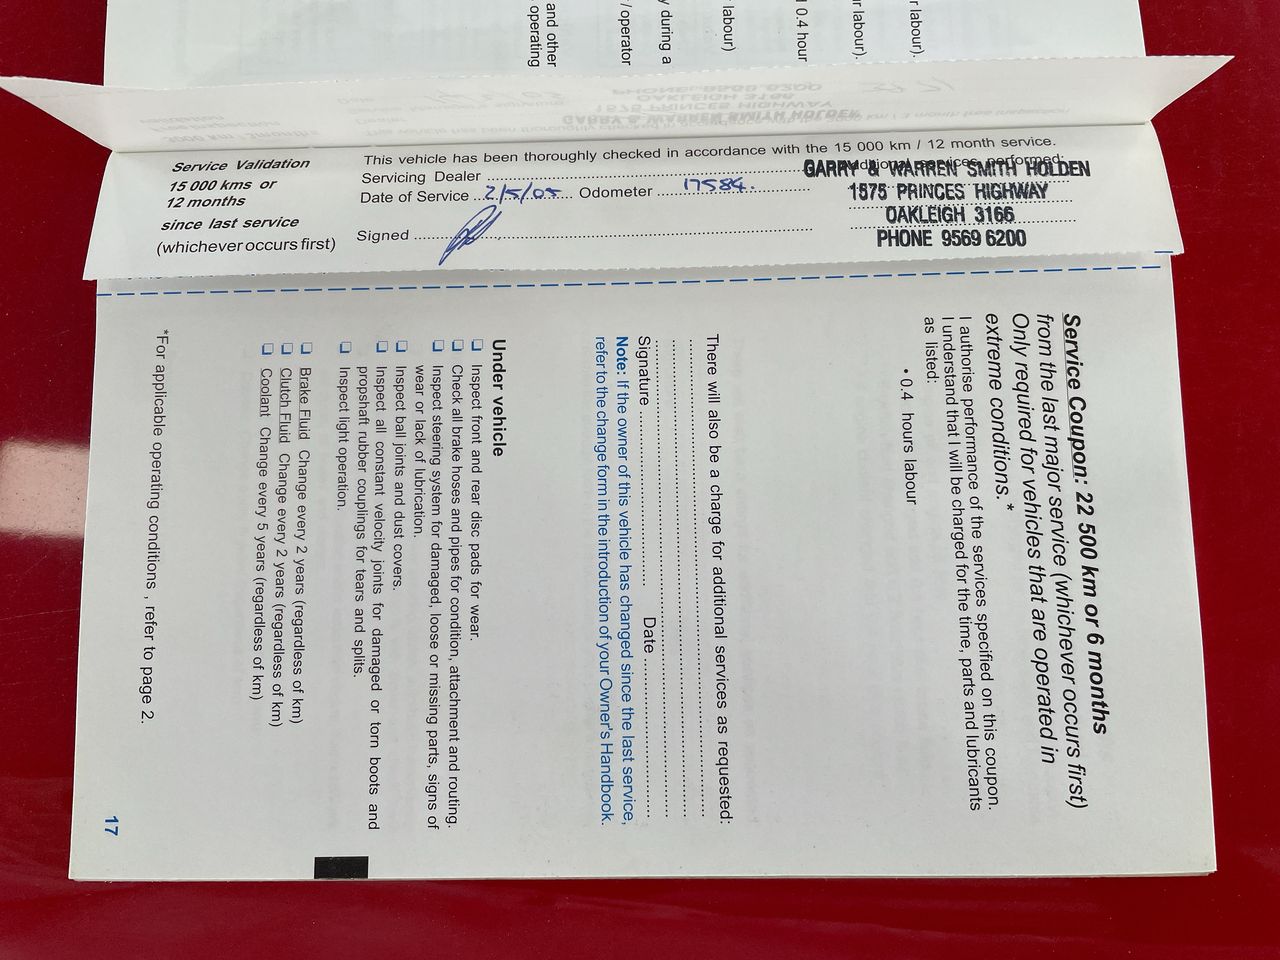 and other
operating
/ operator
y during a
labour)
0.4 hour
r labour).
r labour).
Service Validation
15 000 kms or
12 months
since last service
(whichever occurs first)
This vehicle has been thoroughly checked in accordance with the 15 000 km / 12 month service.
Servicing Dealer
Date of Service 2/5/05 Odometer 17584.
Signed
performed:
GARRY & WARREN SMITH HOLDEN
1575 PRINCES HIGHWAY
OAKLEIGH 3166
PHONE 9569 6200
Service Coupon: 22 500 km or 6 months
from the last major service (whichever occurs first)
Only required for vehicles that are operated in
extreme conditions. *
I authorise performance of the services specified on this coupon.
I understand that I will be charged for the time, parts and lubricants
as listed:
• 0.4 hours labour
There will also be a charge for additional services as requested:
Signature Date
Note: If the owner of this vehicle has changed since the last service,
refer to the change form in the introduction of your Owner's Handbook.
Under vehicle
❑ Inspect front and rear disc pads for wear.
❑ Check all brake hoses and pipes for condition, attachment and routing.
❑ Inspect steering system for damaged, loose or missing parts, signs of
wear or lack of lubrication.
❑ Inspect ball joints and dust covers.
❑ Inspect all constant velocity joints for damaged or torn boots and
propshaft rubber couplings for tears and splits.
❑ Inspect light operation.
❑ Brake Fluid Change every 2 years (regardless of km)
❑ Clutch Fluid Change every 2 years (regardless of km)
❑ Coolant Change every 5 years (regardless of km)
*For applicable operating conditions , refer to page 2.
17